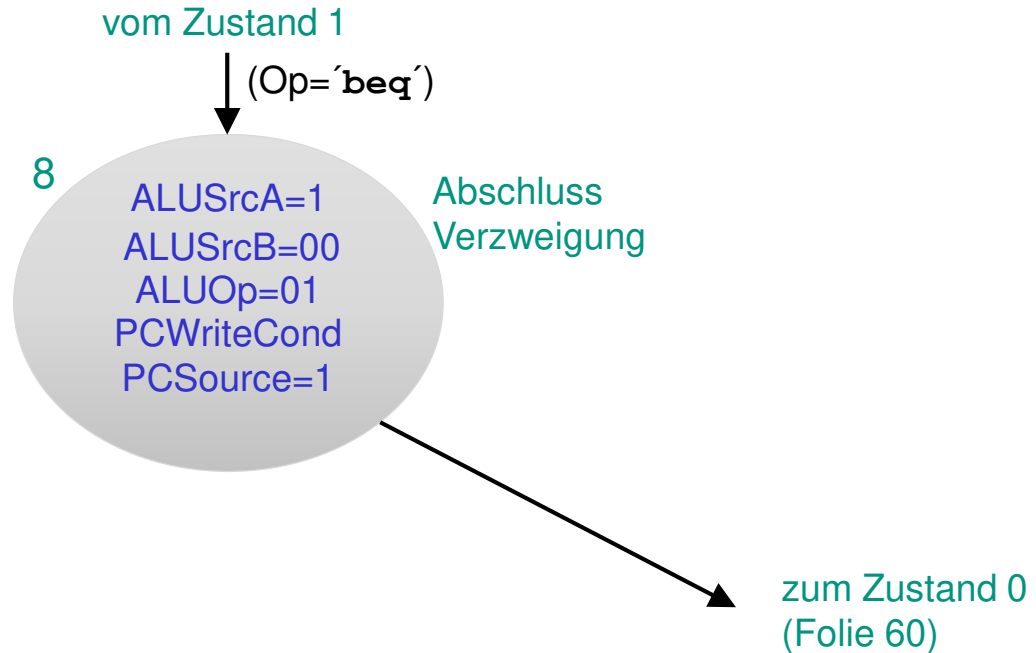 vom Zustand 1
(Op=´beq´)
8
ALUSrcA=1
ALUSrcB=00
ALUOp=01
PCWriteCond
PCSource=1
Abschluss
Verzweigung
zum Zustand 0
(Folie 60)